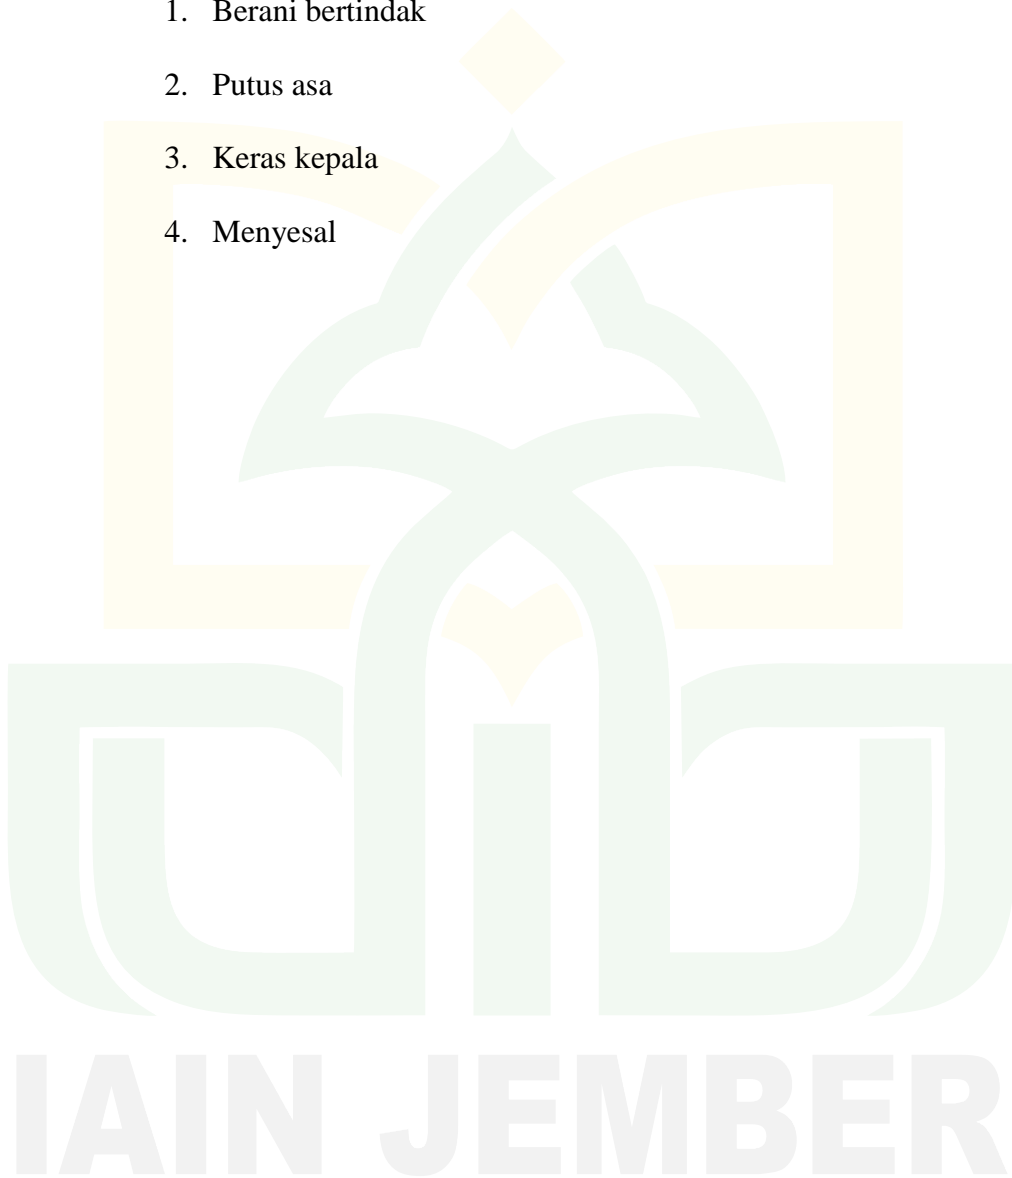 1. Berani bertindak
2. Putus asa
3. Keras kepala
4. Menyesal
IAIN JEMBER